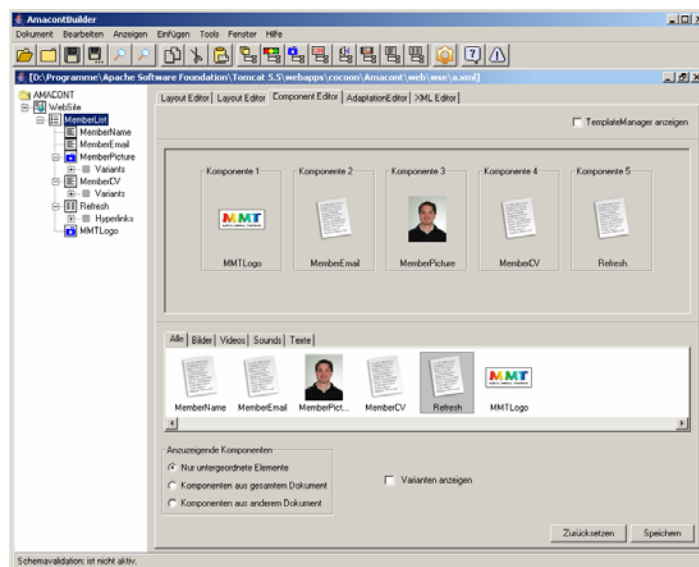 AmacontBuilder
Dokument Bearbeiten Anzeigen Einfügen Tools Fenster Hilfe
[D:\Programme\Apache Software Foundation\Tomcat 5.5\webapps\cocoon\Amacont\web\wse\a.xml]
AMACONT
WebSite
MemberList
MemberName
MemberEmail
MemberPicture
Variants
MemberCV
Variants
Refresh
Hyperlinks
MMTLogo
Layout Editor Layout Editor Component Editor AdaptationEditor XML Editor
TemplateManager anzeigen
Komponente 1 Komponente 2 Komponente 3 Komponente 4 Komponente 5
MMT
MMTLogo MemberEmail MemberPicture MemberCV Refresh
Alle Bilder Videos Sounds Texte
MMT
MemberName MemberEmail MemberPict... MemberCV Refresh MMTLogo
Anzuzeigende Komponenten
Nur untergeordnete Elemente
Komponenten aus gesamtem Dokument
Komponenten aus anderem Dokument
Varianten anzeigen
Zurücksetzen Speichern
Schemavalidation: ist nicht aktiv.